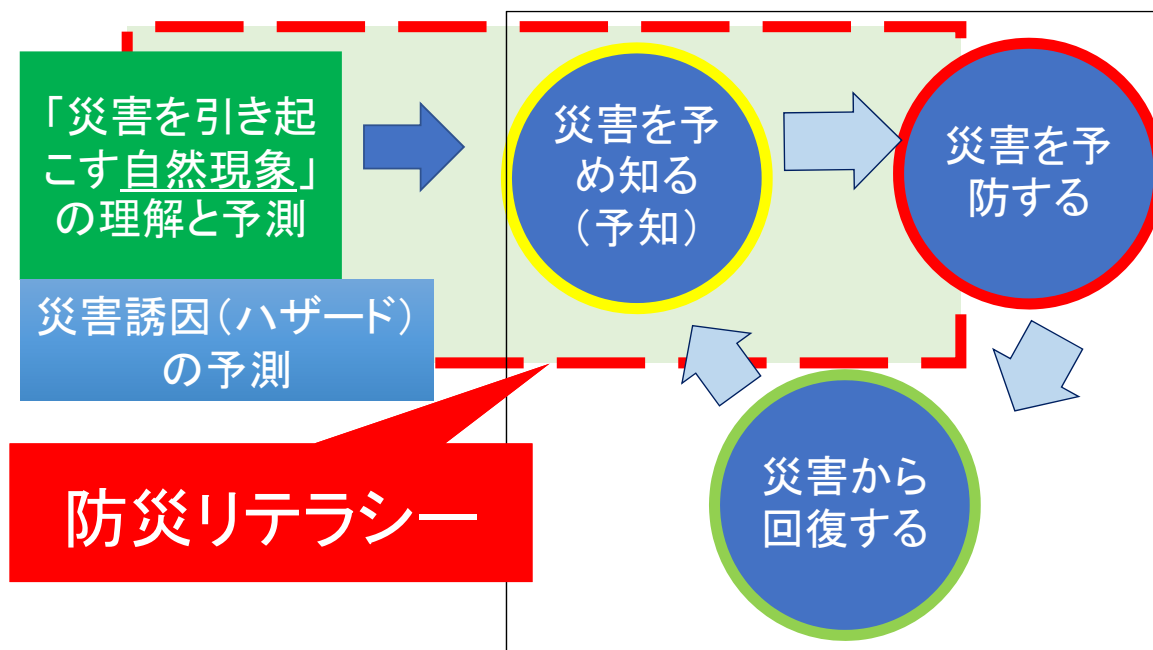 「災害を引き起
こす自然現象」
の理解と予測
災害誘因(ハザード)
の予測
災害を予
め知る
(予知)
災害を予
防する
災害から
回復する
防災リテラシー